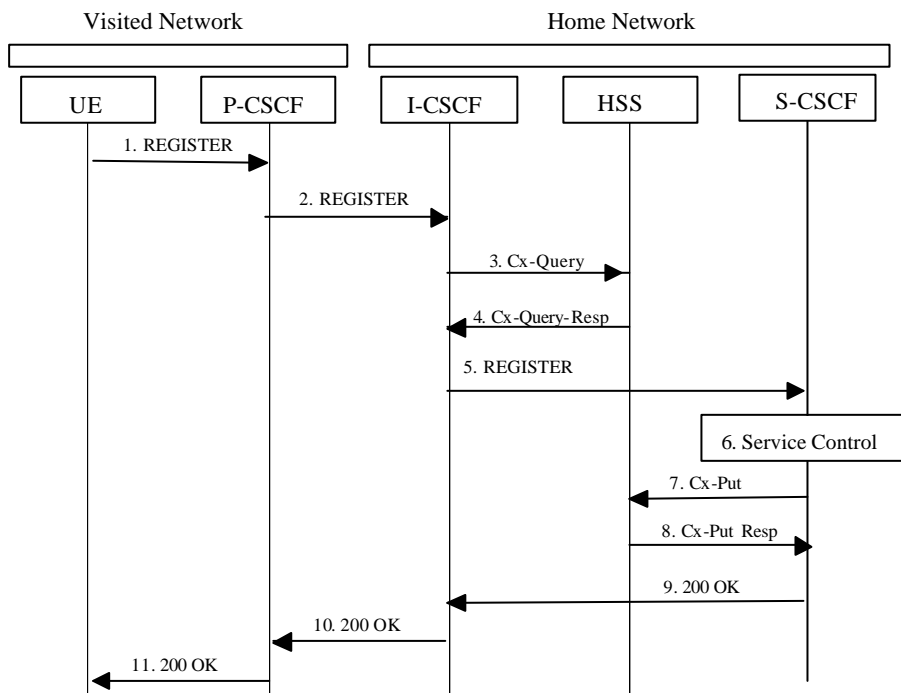 Visited Network
Home Network
UE
P-CSCF
I-CSCF
HSS
S-CSCF
1. REGISTER
2. REGISTER
3. Cx-Query
4. Cx-Query-Resp
5. REGISTER
6. Service Control
7. Cx-Put
8. Cx-Put Resp
9. 200 OK
10. 200 OK
11. 200 OK